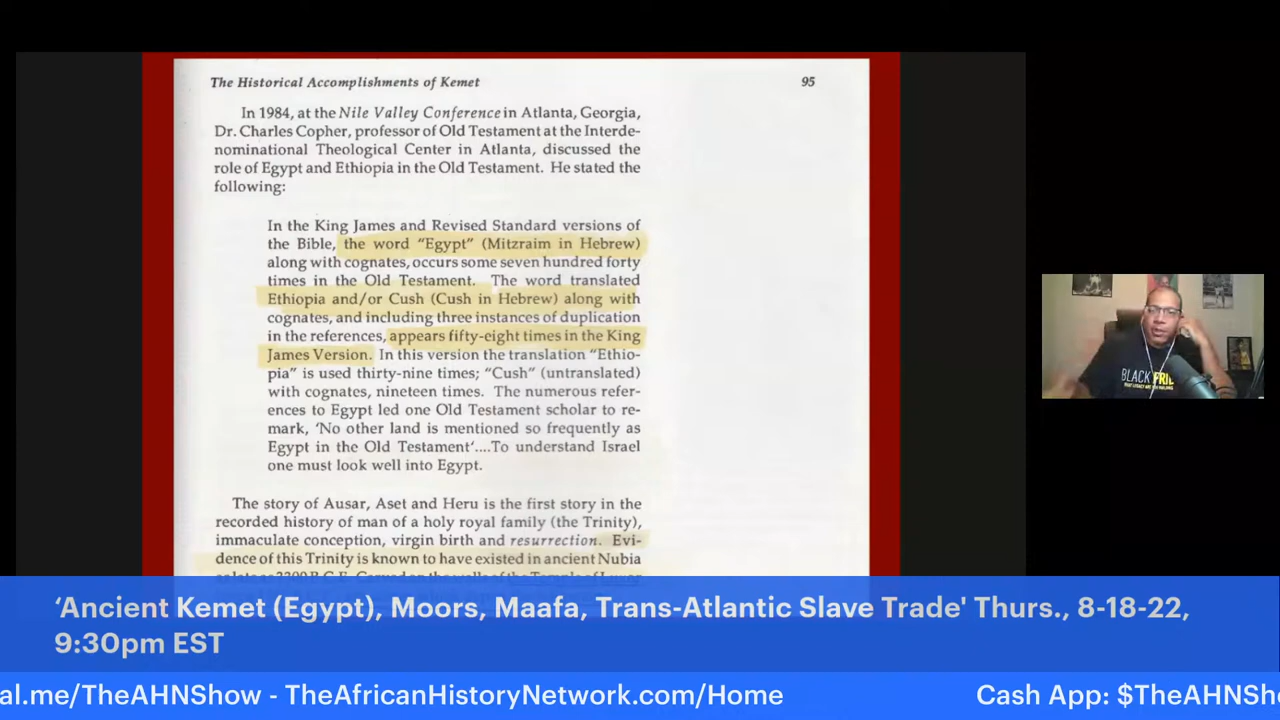 The Historical Accomplishments of Kemet 95
In 1984, at the Nile Valley Conference in Atlanta, Georgia,
Dr. Charles Copher, professor of Old Testament at the Interde-
nominational Theological Center in Atlanta, discussed the
role of Egypt and Ethiopia in the Old Testament. He stated the
following:
In the King James and Revised Standard versions of
the Bible, the word "Egypt" (Mitzraim in Hebrew)
along with cognates, occurs some seven hundred forty
times in the Old Testament. The word translated
Ethiopia and/or Cush (Cush in Hebrew) along with
cognates, and including three instances of duplication
in the references, appears fifty-eight times in the King
James Version. In this version the translation "Ethio-
pia" is used thirty-nine times; "Cush" (untranslated)
with cognates, nineteen times. The numerous refer-
ences to Egypt led one Old Testament scholar to re-
mark, 'No other land is mentioned so frequently as
Egypt in the Old Testament'....To understand Israel
one must look well into Egypt.
The story of Ausar, Aset and Heru is the first story in the
recorded history of man of a holy royal family (the Trinity),
immaculate conception, virgin birth and resurrection. Evi-
dence of this Trinity is known to have existed in ancient Nubia
BLACK FRI
‘Ancient Kemet (Egypt), Moors, Maafa, Trans-Atlantic Slave Trade' Thurs., 8-18-22,
9:30pm EST
al.me/TheAHNShow - TheAfricanHistoryNetwork.com/Home Cash App: $TheAHNSho